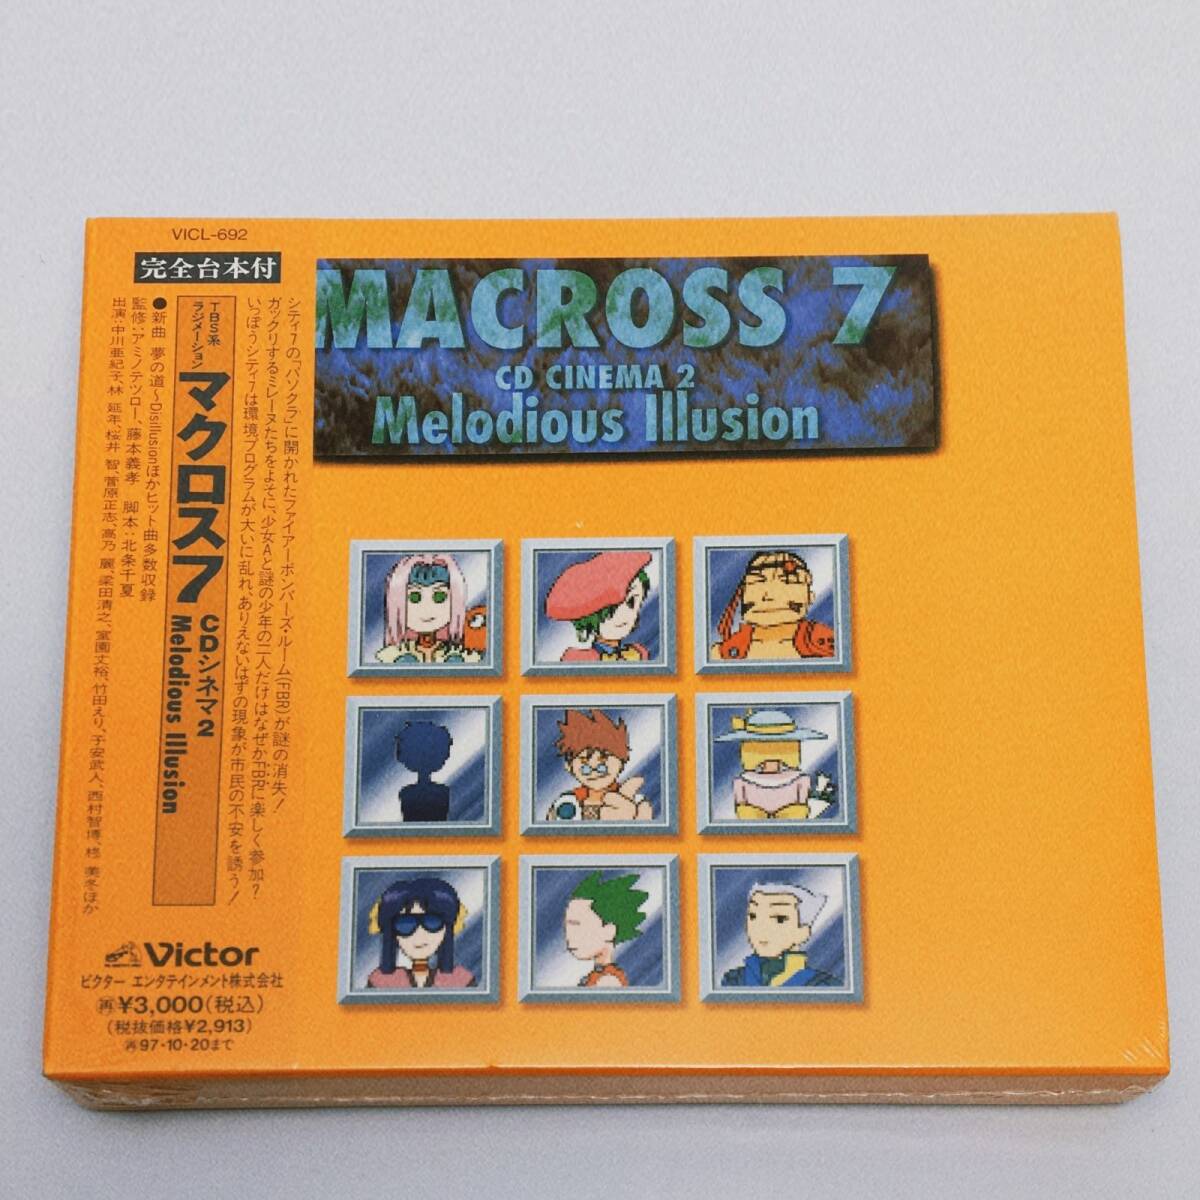 VICL-692
完全台本付
TBS系
ラジメーション
マクロス7
CDシネマ2
Melodious Illusion
シティ7の「パソクラ」に開かれたファイアーボンバーズ・ルーム(FBR)が謎の消失!
ガックリするミレーヌたちをよそに、少女Aと謎の少年の二人だけはなぜかFBRに楽しく参加?
いっぽうシティ7は環境プログラムが大いに乱れ、ありえないはずの現象が市民の不安を誘う!
●新曲 夢の道〜Disillusionほかヒット曲多数収録
監修:アミノテツロー、藤本義孝 脚本:北条千夏
出演:中川亜紀子、林 延年、桜井 智、菅原正志、高乃 麗、梁田清之、室園丈裕、竹田えり、子安武人、西村智博、柊 美冬ほか
Victor
ビクター エンタテインメント株式会社
再¥3,000(税込)
(税抜価格¥2,913)
再97・10・20まで
MACROSS 7
CD CINEMA 2
Melodious Illusion